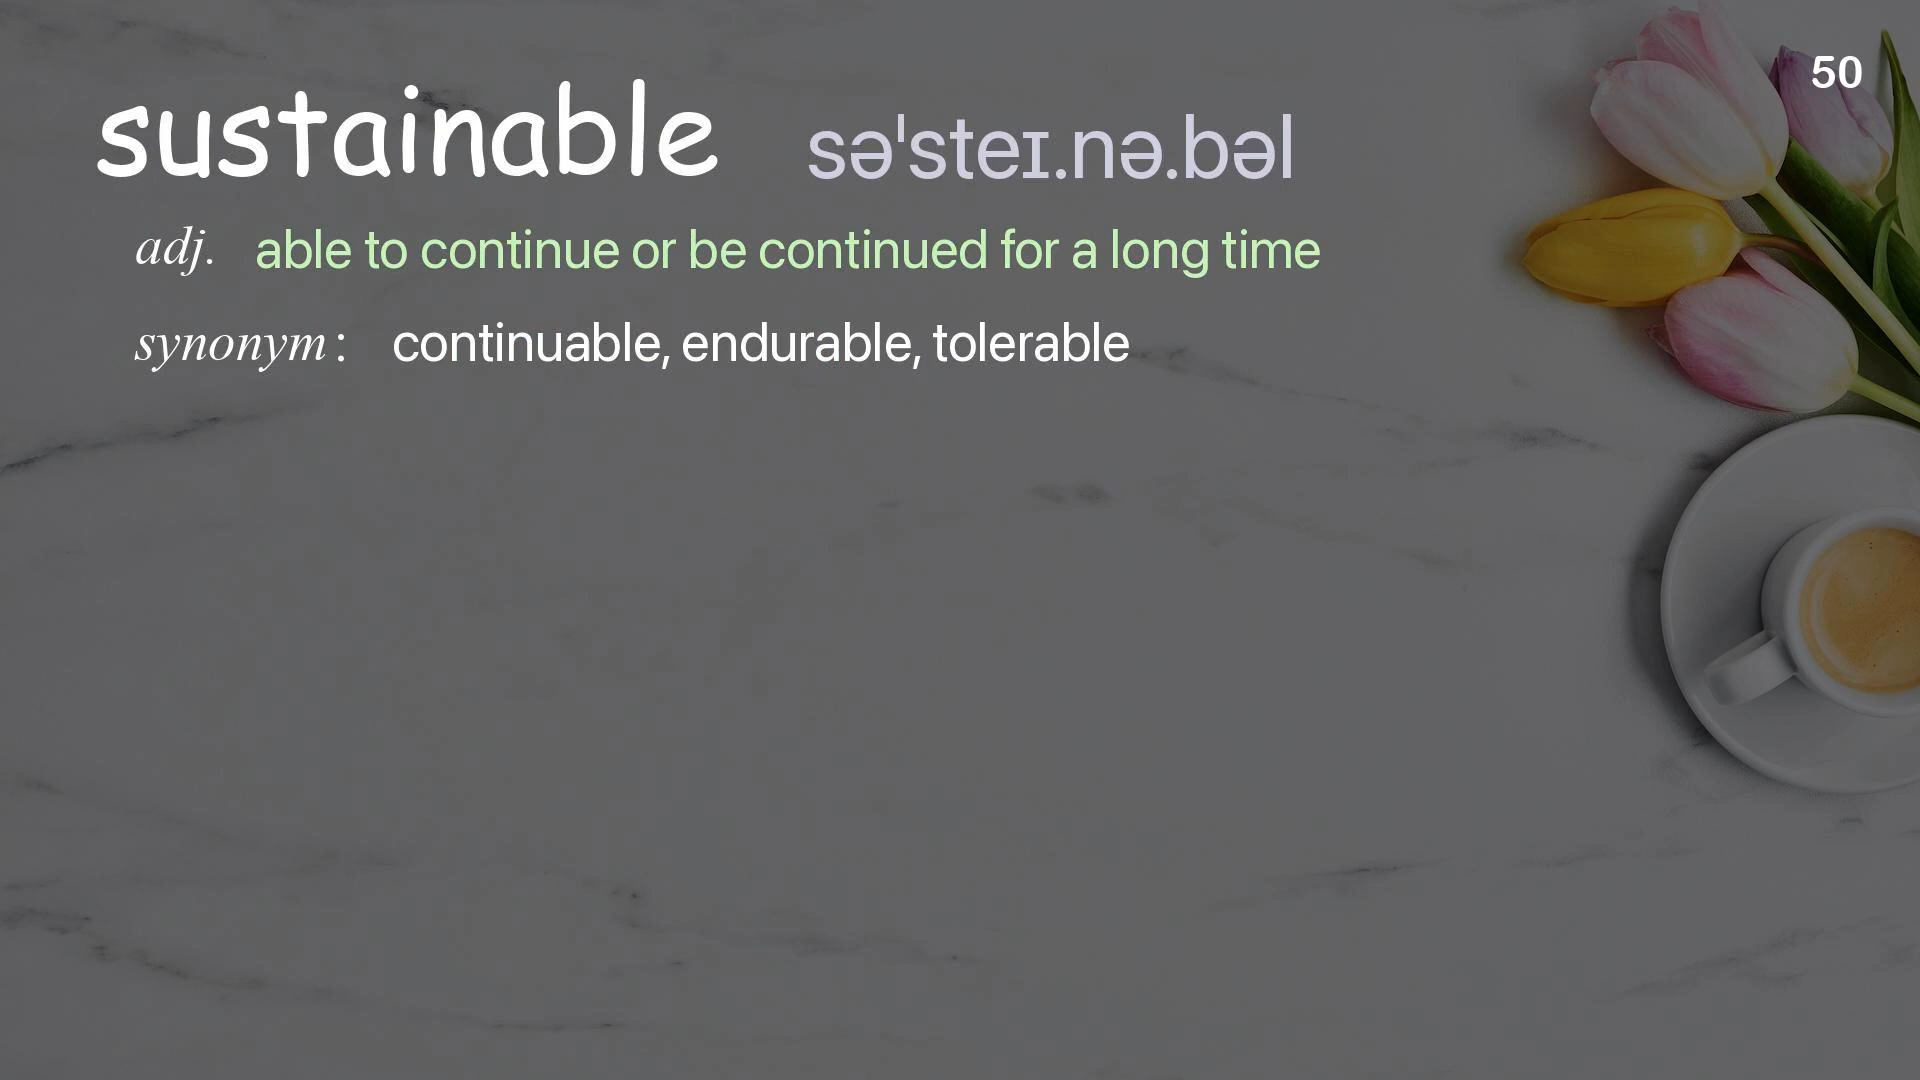 50
sustainable səˈsteɪ.nə.bəl
adj. able to continue or be continued for a long time
synonym : continuable, endurable, tolerable